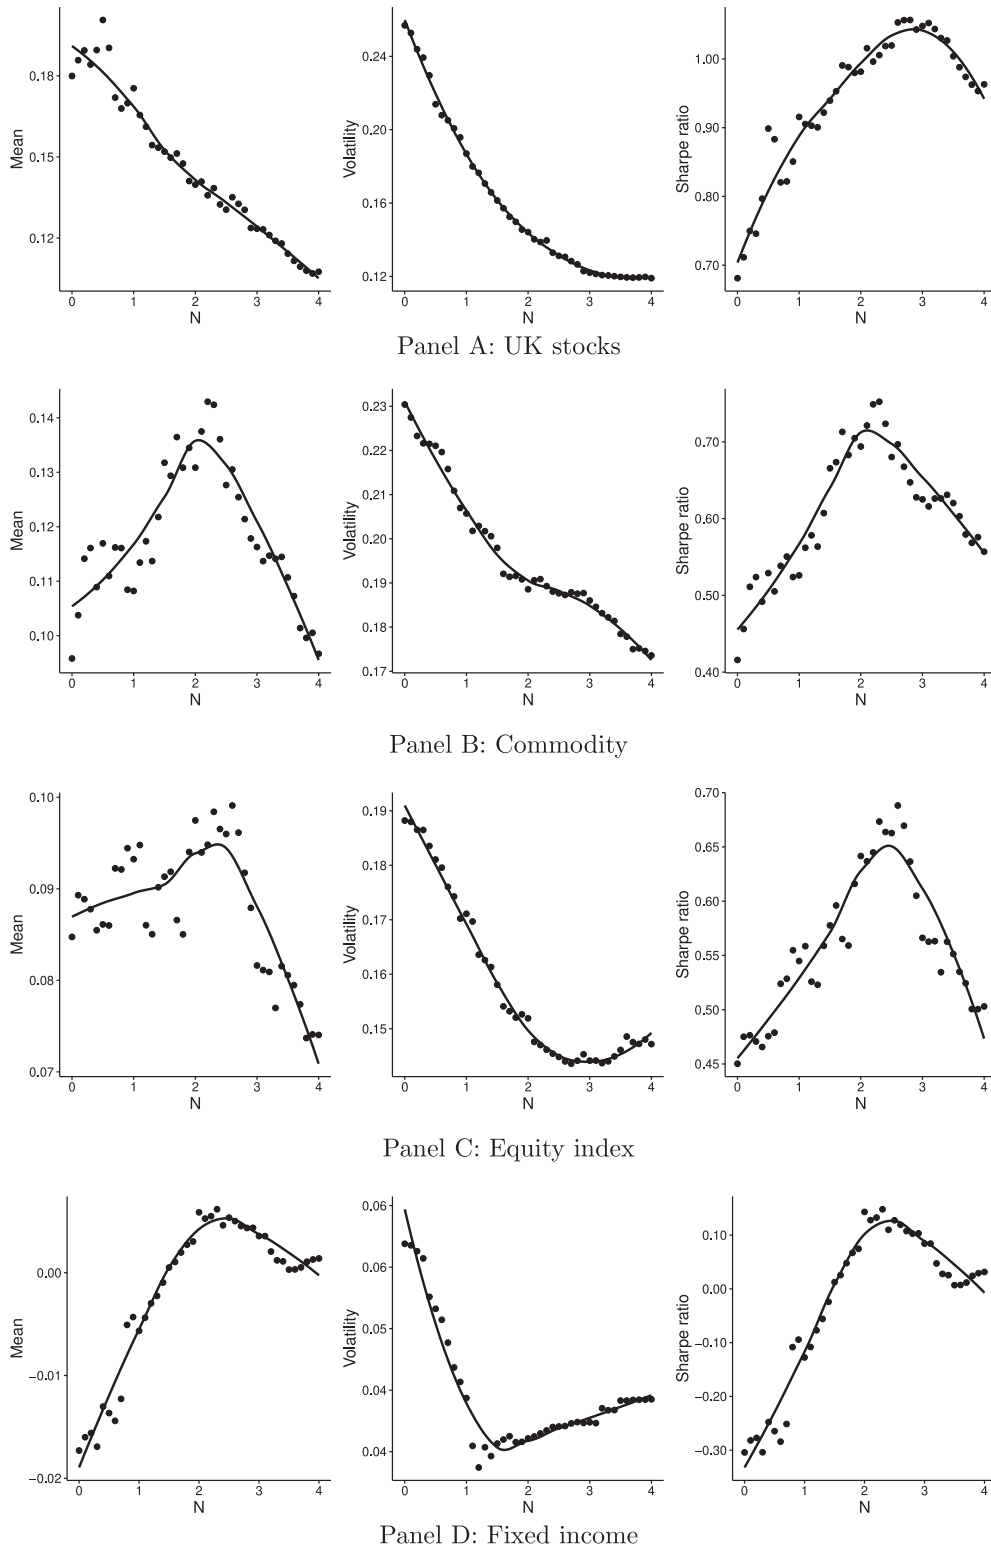 Mean
0.18
0.15
0.12
0 1 2 3 4
N
Volatility
0.24
0.20
0.16
0.12
0 1 2 3 4
N
Sharpe ratio
1.00
0.90
0.80
0.70
0 1 2 3 4
N
Panel A: UK stocks
Mean
0.14
0.13
0.12
0.11
0.10
0 1 2 3 4
N
Volatility
0.23
0.22
0.21
0.20
0.19
0.18
0.17
0 1 2 3 4
N
Sharpe ratio
0.70
0.60
0.50
0.40
0 1 2 3 4
N
Panel B: Commodity
Mean
0.10
0.09
0.08
0.07
0 1 2 3 4
N
Volatility
0.19
0.18
0.17
0.16
0.15
0 1 2 3 4
N
Sharpe ratio
0.70
0.65
0.60
0.55
0.50
0.45
0 1 2 3 4
N
Panel C: Equity index
Mean
0.00
−0.01
−0.02
0 1 2 3 4
N
Volatility
0.06
0.06
0.05
0.04
0.04
0 1 2 3 4
N
Sharpe ratio
0.10
0.00
−0.10
−0.20
−0.30
0 1 2 3 4
N
Panel D: Fixed income